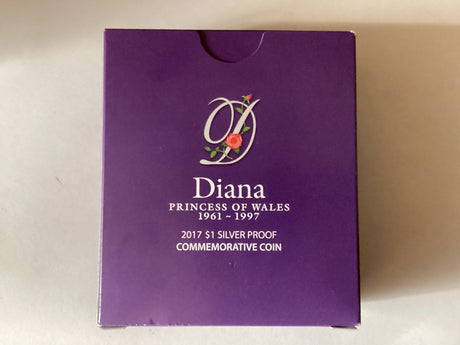 D
Diana
PRINCESS OF WALES
1961 ~ 1997
2017 $1 SILVER PROOF
COMMEMORATIVE COIN